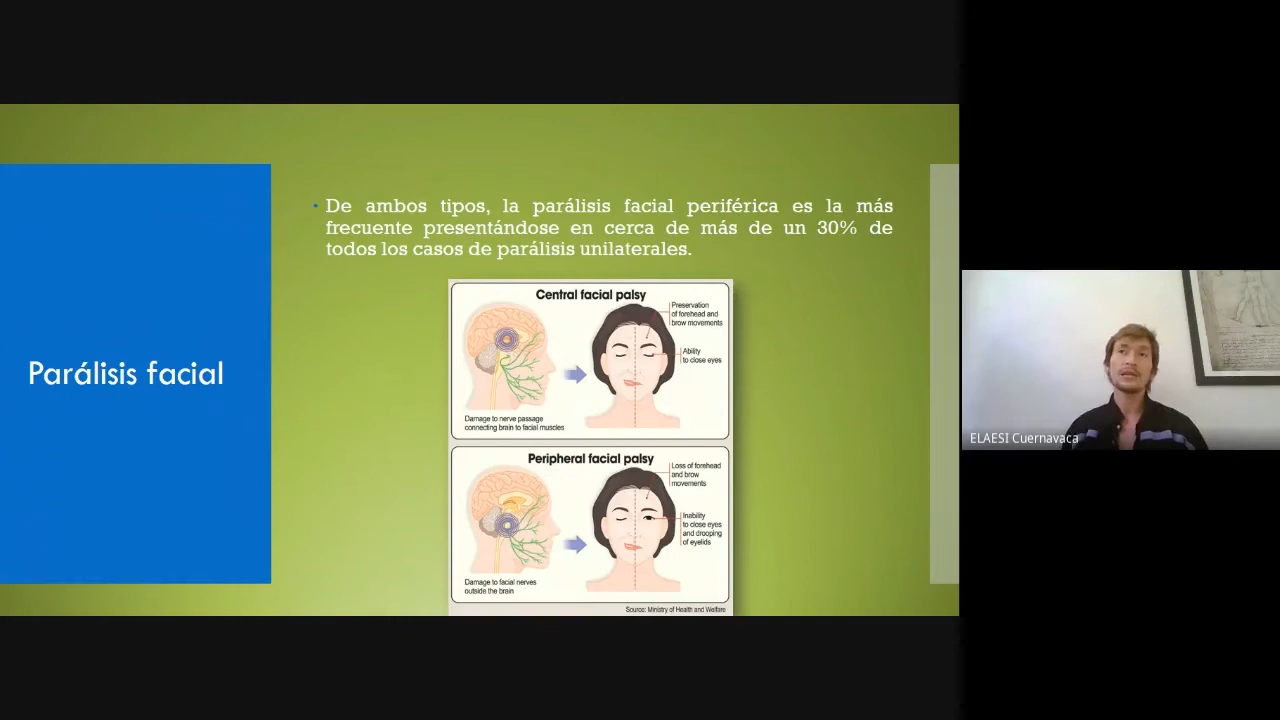 Parálisis facial
De ambos tipos, la parálisis facial periférica es la más
frecuente presentándose en cerca de más de un 30% de
todos los casos de parálisis unilaterales.
Central facial palsy
Preservation
of forehead and
brow movements
Ability
to close eyes
Damage to nerve passage
connecting brain to facial muscles
Peripheral facial palsy
Loss of forehead
and brow
movements
Inability
to close eyes
and drooping
of eyelids
Damage to facial nerves
outside the brain
Source: Ministry of Health and Welfare
ELAESI Cuernavaca